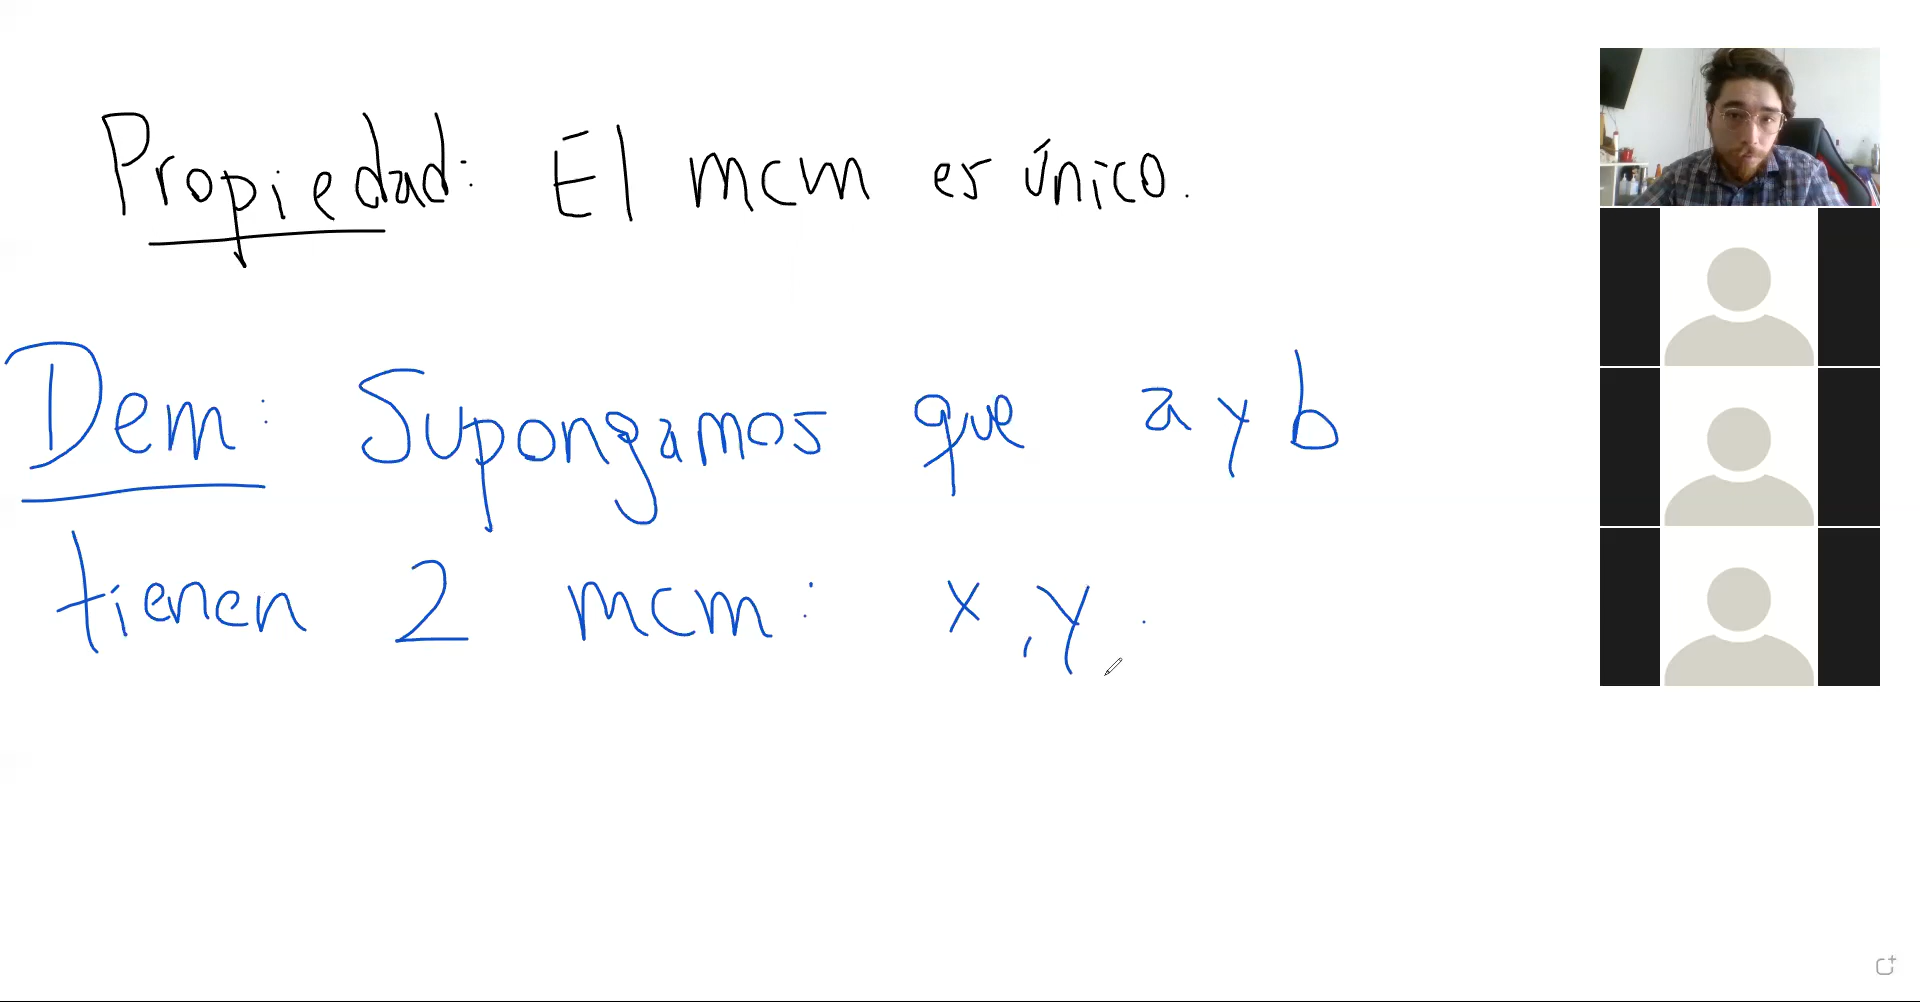 Propiedad: El mcm es único.
Dem: Supongamos que a y b
tienen 2 mcm: x, y.